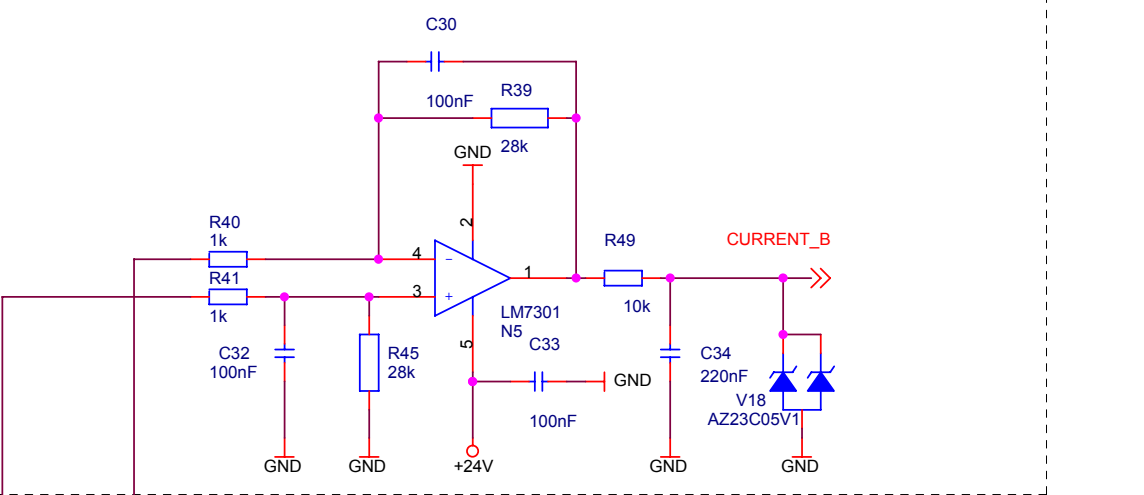 C30
100nF
R39
28k
GND
2
R40
1k
4
−
R41
1k
3
+
1
R49
10k
CURRENT_B
LM7301
N5
5
C33
100nF
GND
C32
100nF
R45
28k
C34
220nF
V18
AZ23C05V1
GND
GND
+24V
GND
GND